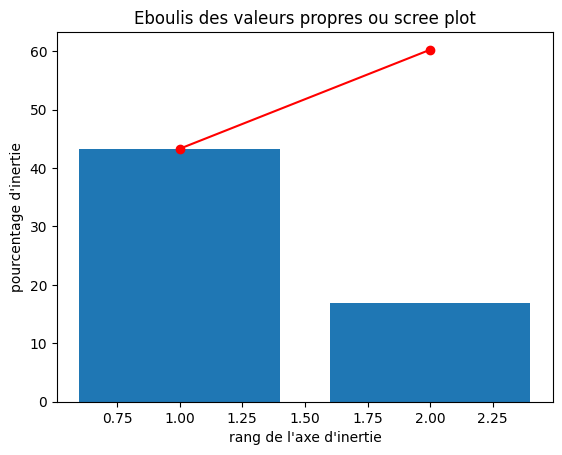 Eboulis des valeurs propres ou scree plot
60
50
40
30
20
10
0
pourcentage d'inertie
0.75 1.00 1.25 1.50 1.75 2.00 2.25
rang de l'axe d'inertie